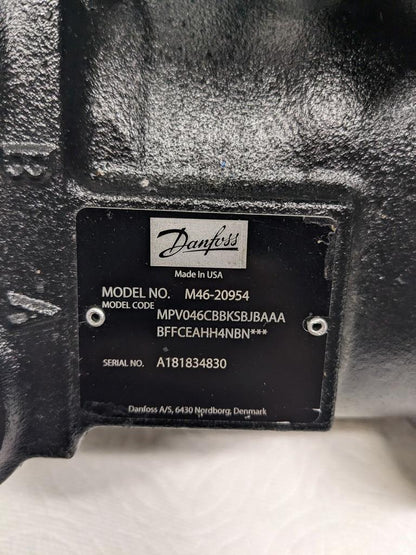 Danfoss
Made in USA
MODEL NO. M46-20954
MODEL CODE MPV046CBBKSBJBAAA
BFFCEAHH4NBN***
SERIAL NO. A181834830
Danfoss A/S, 6430 Nordborg, Denmark
B
A